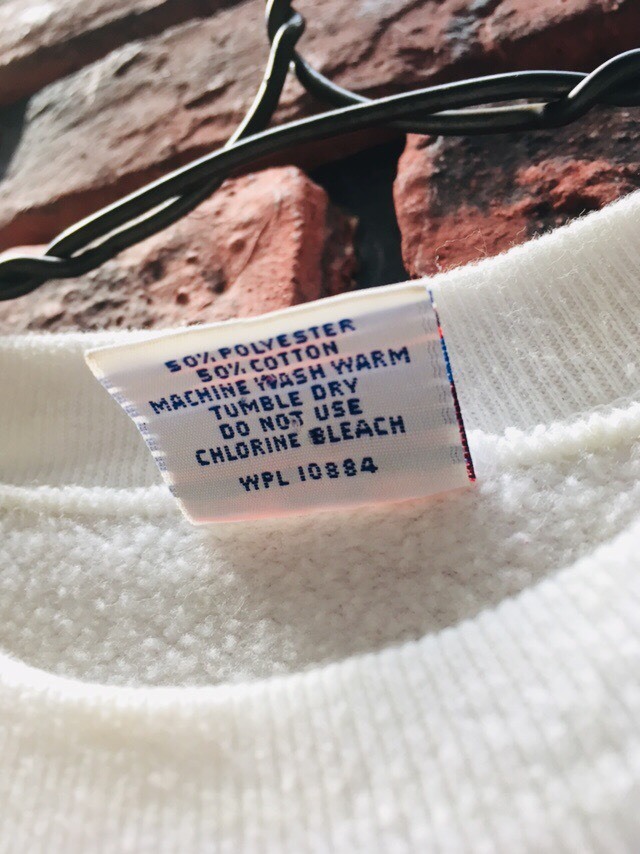 50% POLYESTER
50% COTTON
MACHINE WASH WARM
TUMBLE DRY
DO NOT USE
CHLORINE BLEACH
WPL 10884